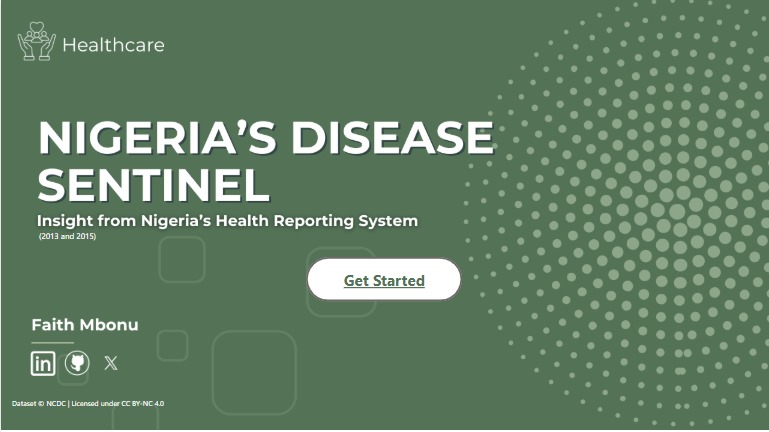 Healthcare
NIGERIA’S DISEASE
SENTINEL
Insight from Nigeria’s Health Reporting System
(2013 and 2015)
Get Started
Faith Mbonu
in
X
Dataset © NCDC | Licensed under CC BY-NC 4.0